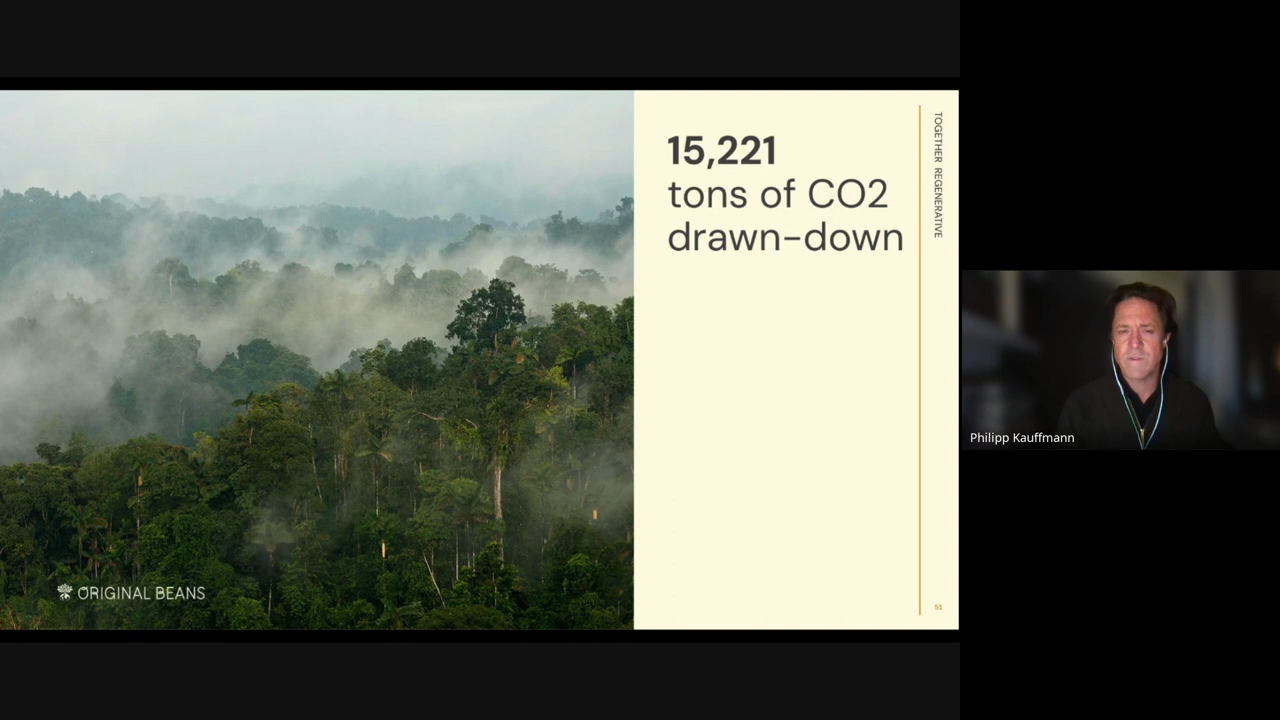 15,221
tons of CO2
drawn-down
TOGETHER REGENERATIVE
ORIGINAL BEANS
51
Philipp Kauffmann